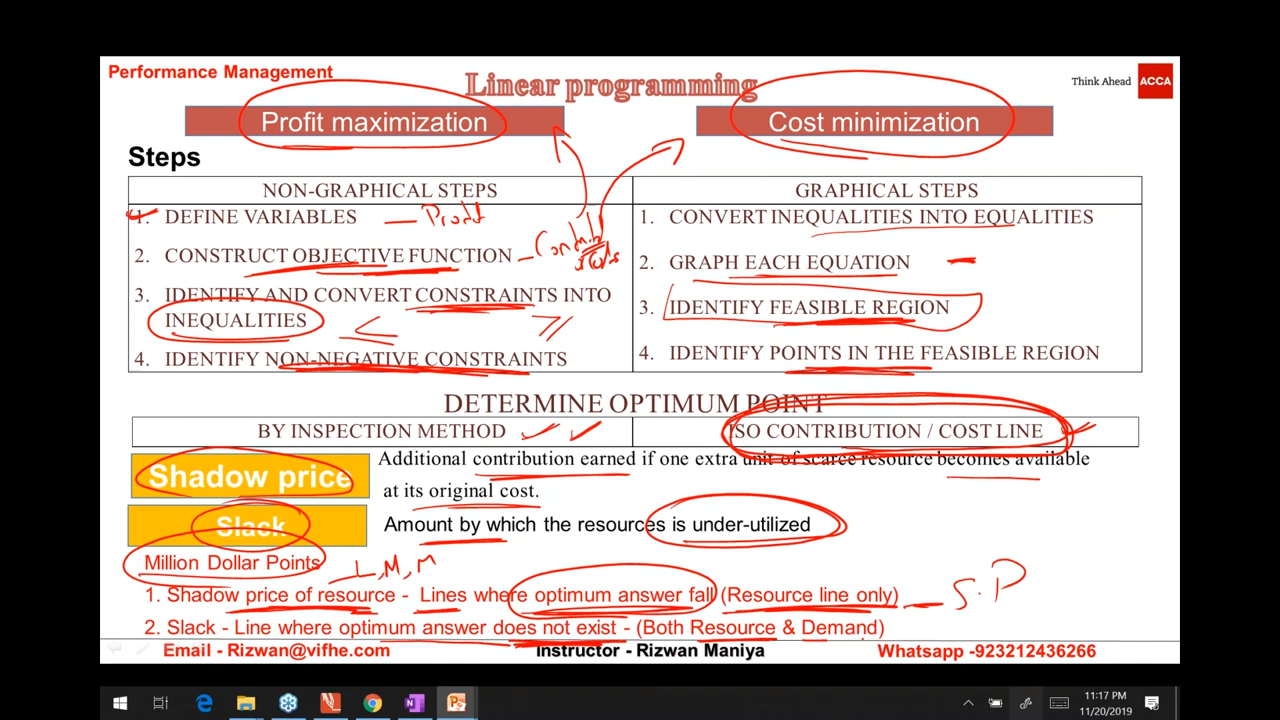 Performance Management
Linear programming
Think Ahead ACCA
Profit maximization
Cost minimization
Steps
NON-GRAPHICAL STEPS
1. DEFINE VARIABLES
2. CONSTRUCT OBJECTIVE FUNCTION
3. IDENTIFY AND CONVERT CONSTRAINTS INTO
INEQUALITIES ≤ ≥
4. IDENTIFY NON-NEGATIVE CONSTRAINTS
GRAPHICAL STEPS
1. CONVERT INEQUALITIES INTO EQUALITIES
2. GRAPH EACH EQUATION
3. IDENTIFY FEASIBLE REGION
4. IDENTIFY POINTS IN THE FEASIBLE REGION
DETERMINE OPTIMUM POINT
BY INSPECTION METHOD
ISO CONTRIBUTION / COST LINE
Shadow price
Additional contribution earned if one extra unit of scarce resource becomes available
at its original cost.
Slack
Amount by which the resources is under-utilized
Million Dollar Points
L, M, M
1. Shadow price of resource - Lines where optimum answer fall (Resource line only) S.P
2. Slack - Line where optimum answer does not exist - (Both Resource & Demand)
Email - Rizwan@vifhe.com
Instructor - Rizwan Maniya
Whatsapp -923212436266
11:17 PM
11/20/2019